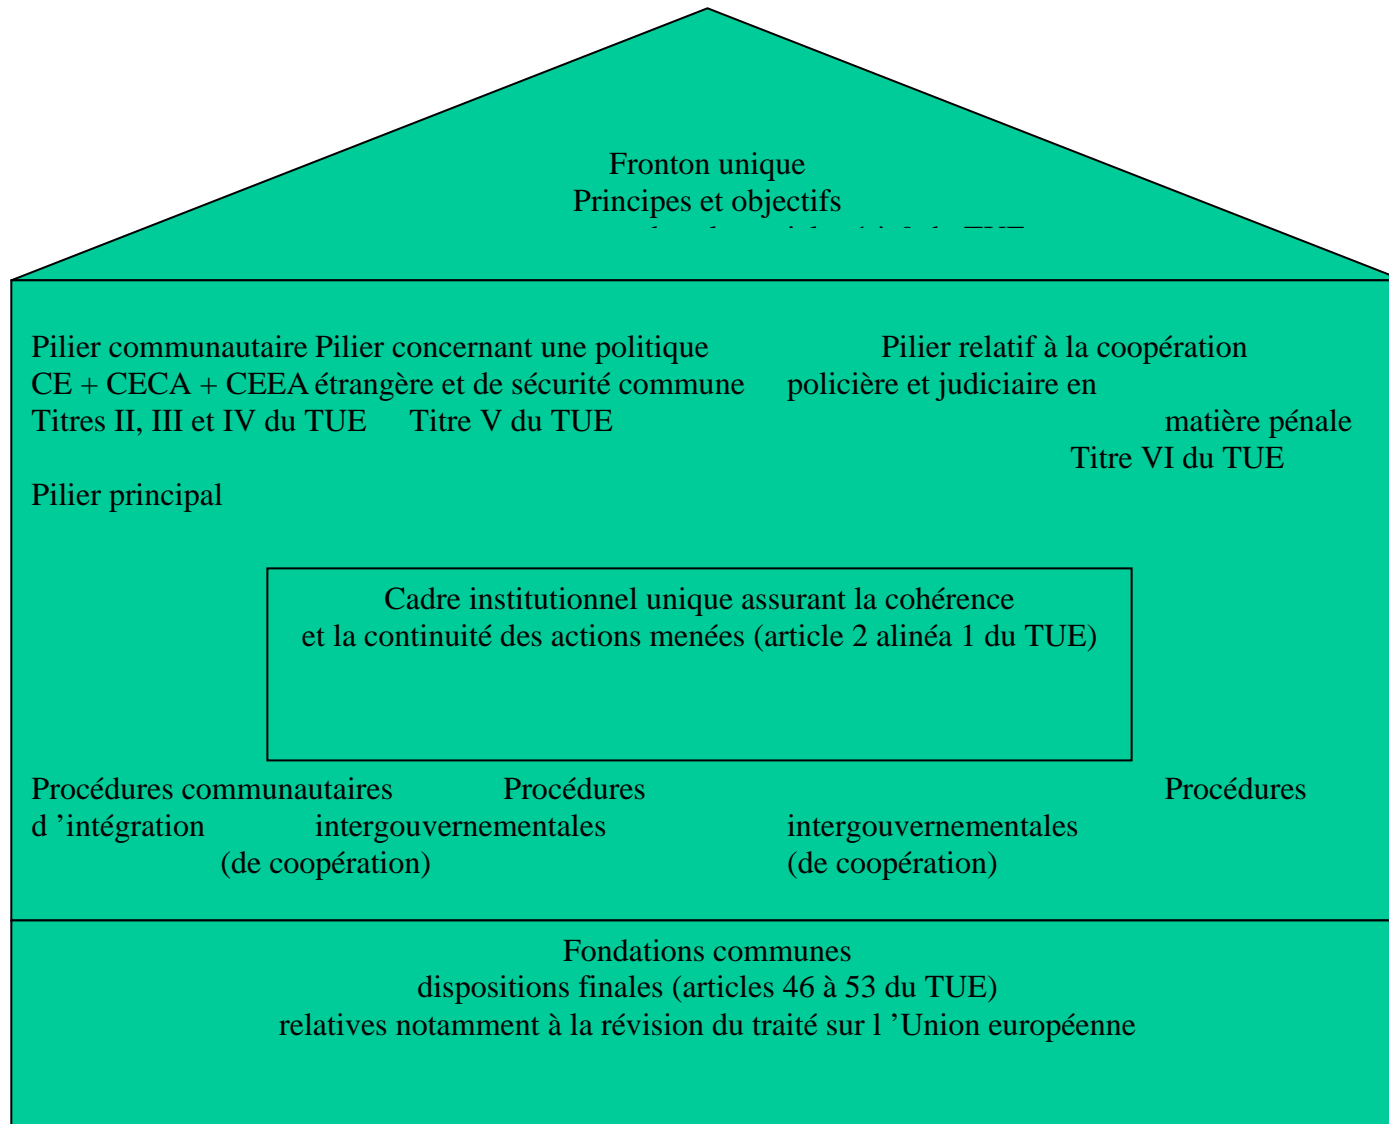 Fronton unique
Principes et objectifs
Pilier communautaire Pilier concernant une politique Pilier relatif à la coopération
CE + CECA + CEEA étrangère et de sécurité commune policière et judiciaire en
Titres II, III et IV du TUE Titre V du TUE matière pénale
Titre VI du TUE
Pilier principal
Cadre institutionnel unique assurant la cohérence
et la continuité des actions menées (article 2 alinéa 1 du TUE)
Procédures communautaires Procédures Procédures
d ’intégration intergouvernementales intergouvernementales
(de coopération) (de coopération)
Fondations communes
dispositions finales (articles 46 à 53 du TUE)
relatives notamment à la révision du traité sur l ’Union européenne